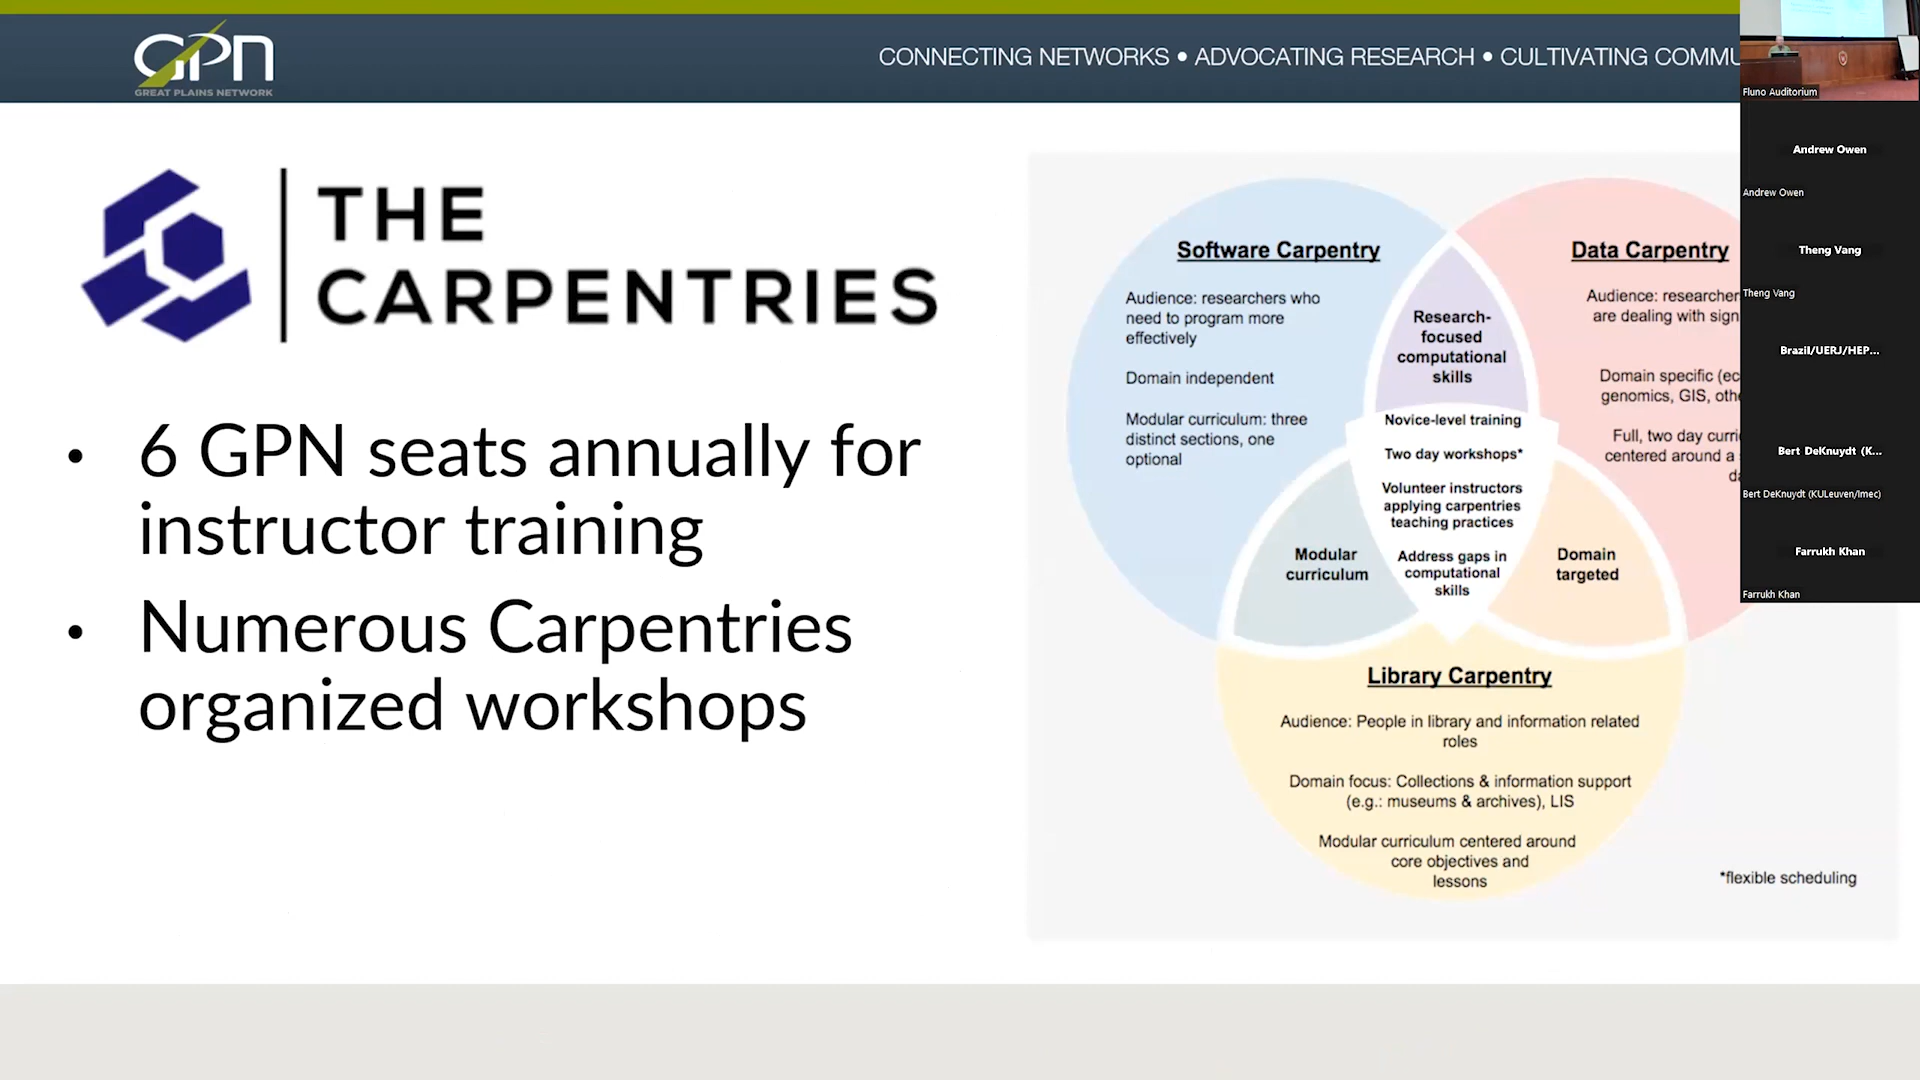 GPN
GREAT PLAINS NETWORK
CONNECTING NETWORKS • ADVOCATING RESEARCH • CULTIVATING COMMU
THE
CARPENTRIES
• 6 GPN seats annually for
instructor training
• Numerous Carpentries
organized workshops
Software Carpentry
Audience: researchers who
need to program more
effectively
Domain independent
Modular curriculum: three
distinct sections, one
optional
Research-
focused
computational
skills
Data Carpentry
Audience: researcher
are dealing with sign
Domain specific (ec
genomics, GIS, othe
Full, two day curri
centered around a
Novice-level training
Two day workshops*
Volunteer instructors
applying carpentries
teaching practices
Address gaps in
computational
skills
Modular
curriculum
Domain
targeted
Library Carpentry
Audience: People in library and information related
roles
Domain focus: Collections & information support
(e.g.: museums & archives), LIS
Modular curriculum centered around
core objectives and
lessons
*flexible scheduling
Fluno Auditorium
Andrew Owen
Andrew Owen
Theng Vang
Theng Vang
Brazil/UERJ/HEP...
Bert DeKnuydt (K...
Bert DeKnuydt (KULeuven/Imec)
Farrukh Khan
Farrukh Khan